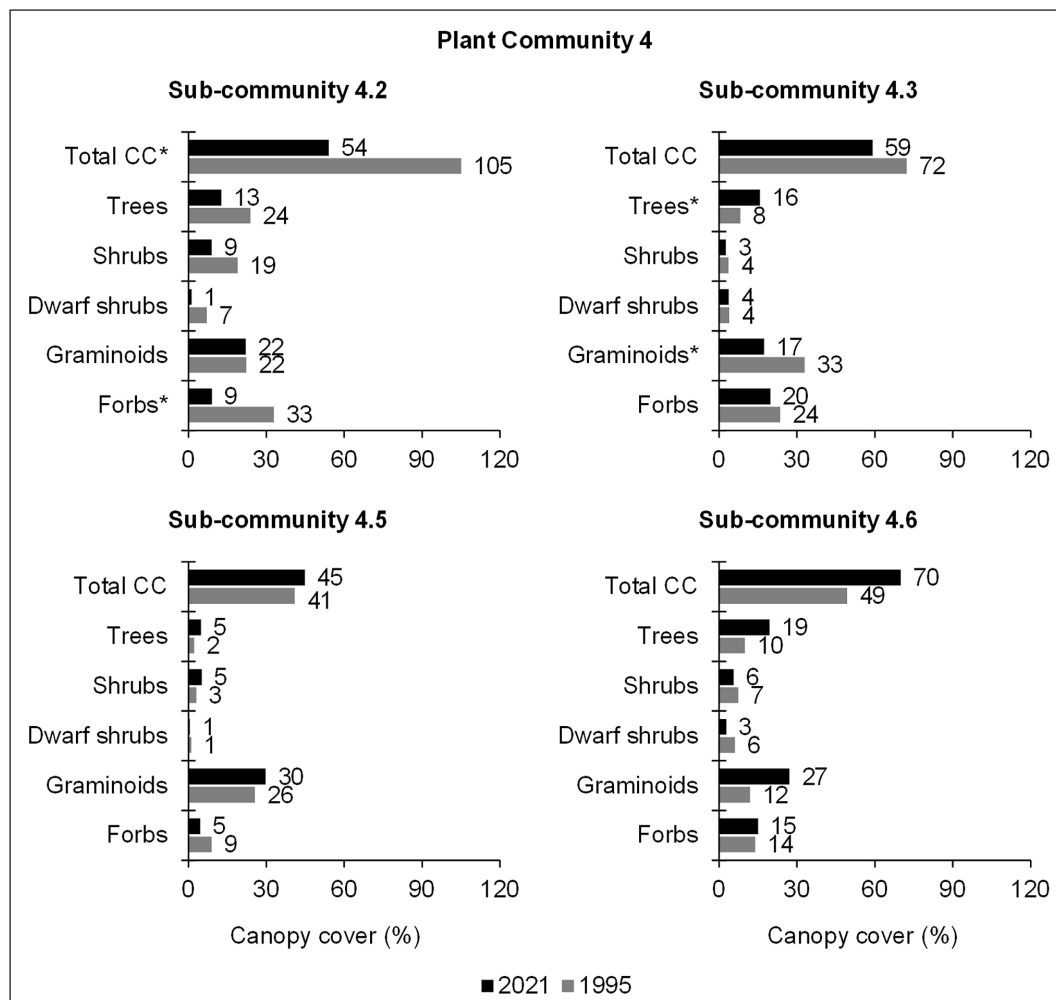 Plant Community 4
Sub-community 4.2
Total CC* 54
105
Trees 13
24
Shrubs 9
19
Dwarf shrubs 1
7
Graminoids 22
22
Forbs* 9
33
0 30 60 90 120
Sub-community 4.3
Total CC 59
72
Trees* 16
8
Shrubs 3
4
Dwarf shrubs 4
4
Graminoids* 17
33
Forbs 20
24
0 30 60 90 120
Sub-community 4.5
Total CC 45
41
Trees 5
2
Shrubs 5
3
Dwarf shrubs 1
1
Graminoids 30
26
Forbs 5
9
0 30 60 90 120
Canopy cover (%)
Sub-community 4.6
Total CC 70
49
Trees 19
10
Shrubs 6
7
Dwarf shrubs 3
6
Graminoids 27
12
Forbs 15
14
0 30 60 90 120
Canopy cover (%)
2021 1995